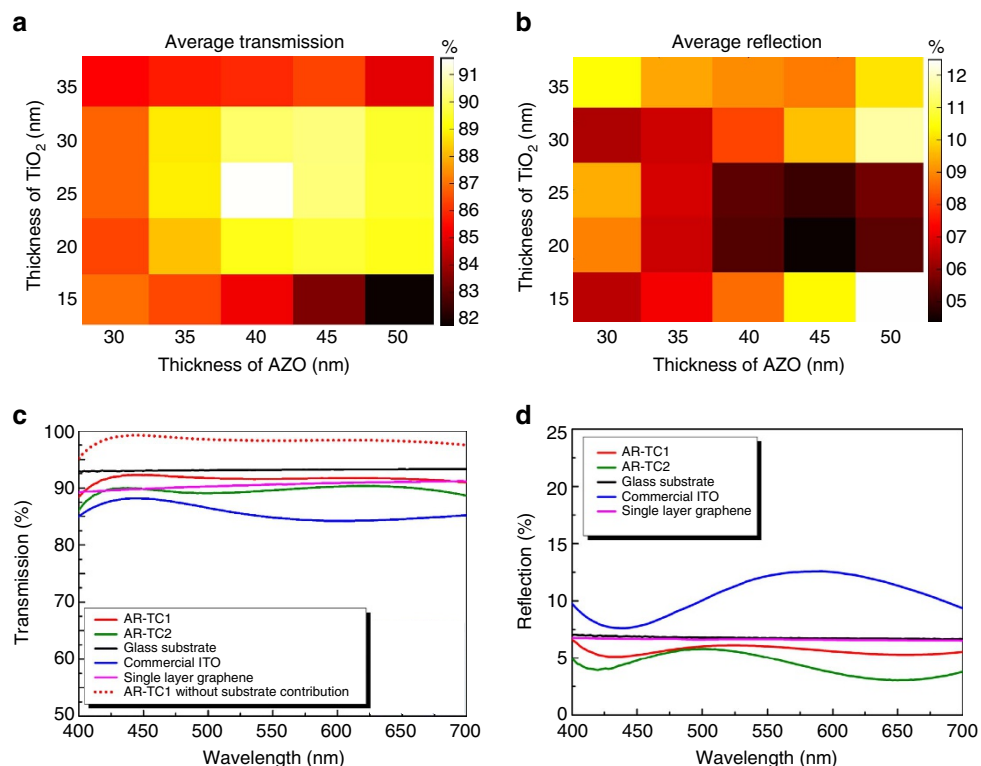 a
Average transmission
%
Thickness of TiO2 (nm)
35
30
25
20
15
30 35 40 45 50
Thickness of AZO (nm)
91
90
89
88
87
86
85
84
83
82
b
Average reflection
%
Thickness of TiO2 (nm)
35
30
25
20
15
30 35 40 45 50
Thickness of AZO (nm)
12
11
10
09
08
07
06
05
c
Transmission (%)
100
90
80
85
70
69
60
55
50
AR-TC1
AR-TC2
Glass substrate
Commercial ITO
Single layer graphene
AR-TC1 without substrate contribution
400 450 500 550 600 650 700
Wavelength (nm)
d
Reflection (%)
25
20
15
10
5
0
AR-TC1
AR-TC2
Glass substrate
Commercial ITO
Single layer graphene
400 450 500 550 600 650 700
Wavelength (nm)